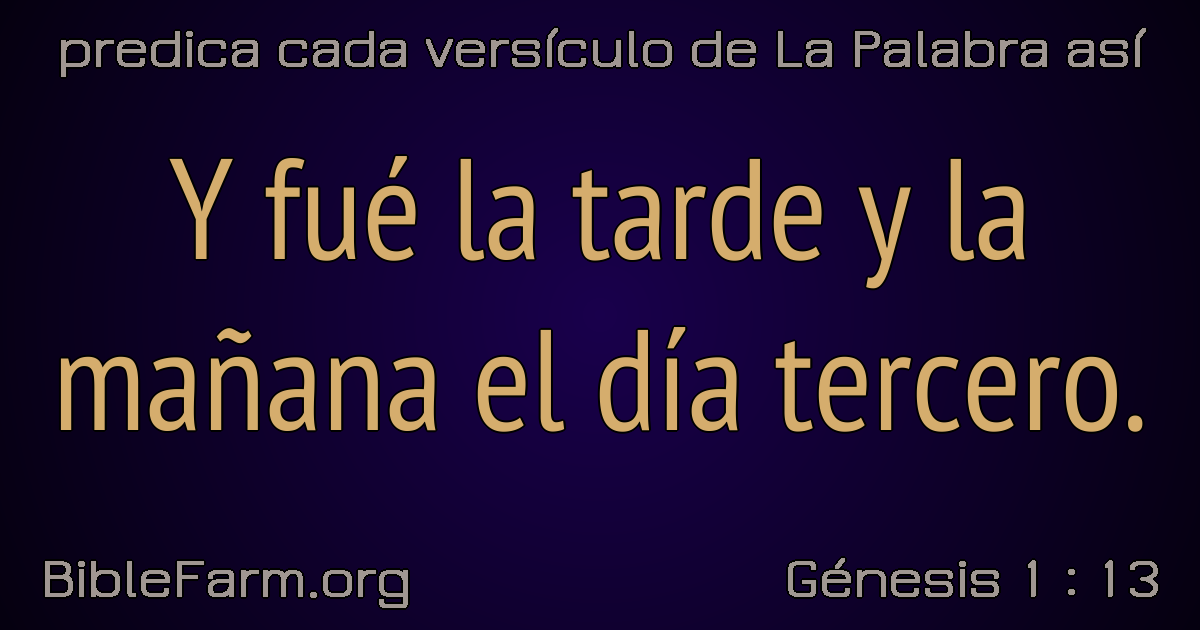 predica cada versículo de La Palabra así
Y fué la tarde y la
mañana el día tercero.
BibleFarm.org
Génesis 1 : 13